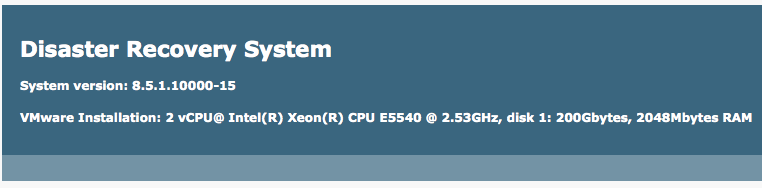 Disaster Recovery System
System version: 8.5.1.10000-15
VMware Installation: 2 vCPU@ Intel(R) Xeon(R) CPU E5540 @ 2.53GHz, disk 1: 200Gbytes, 2048Mbytes RAM